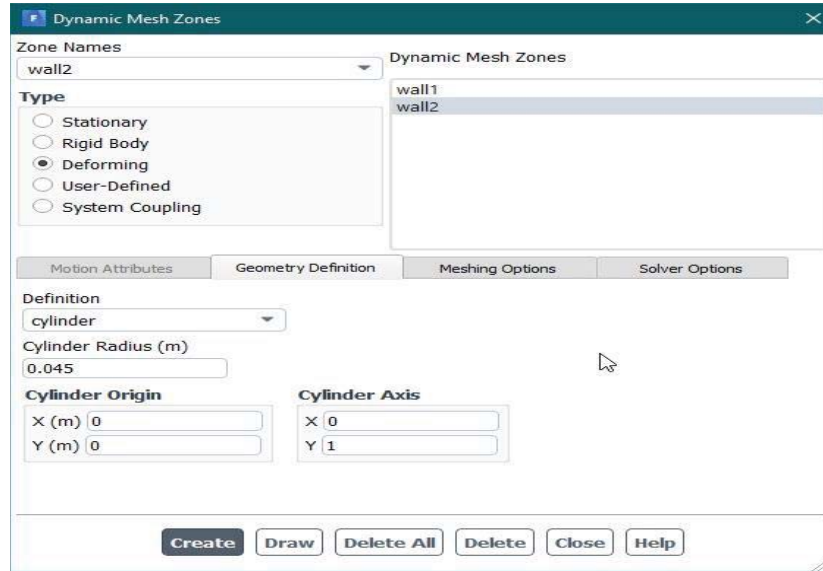 F Dynamic Mesh Zones
Zone Names
wall2
Dynamic Mesh Zones
wall1
wall2
Type
Stationary
Rigid Body
Deforming
User-Defined
System Coupling
Motion Attributes Geometry Definition Meshing Options Solver Options
Definition
cylinder
Cylinder Radius (m)
0.045
Cylinder Origin
X (m) 0
Y (m) 0
Cylinder Axis
X 0
Y 1
Create Draw Delete All Delete Close Help